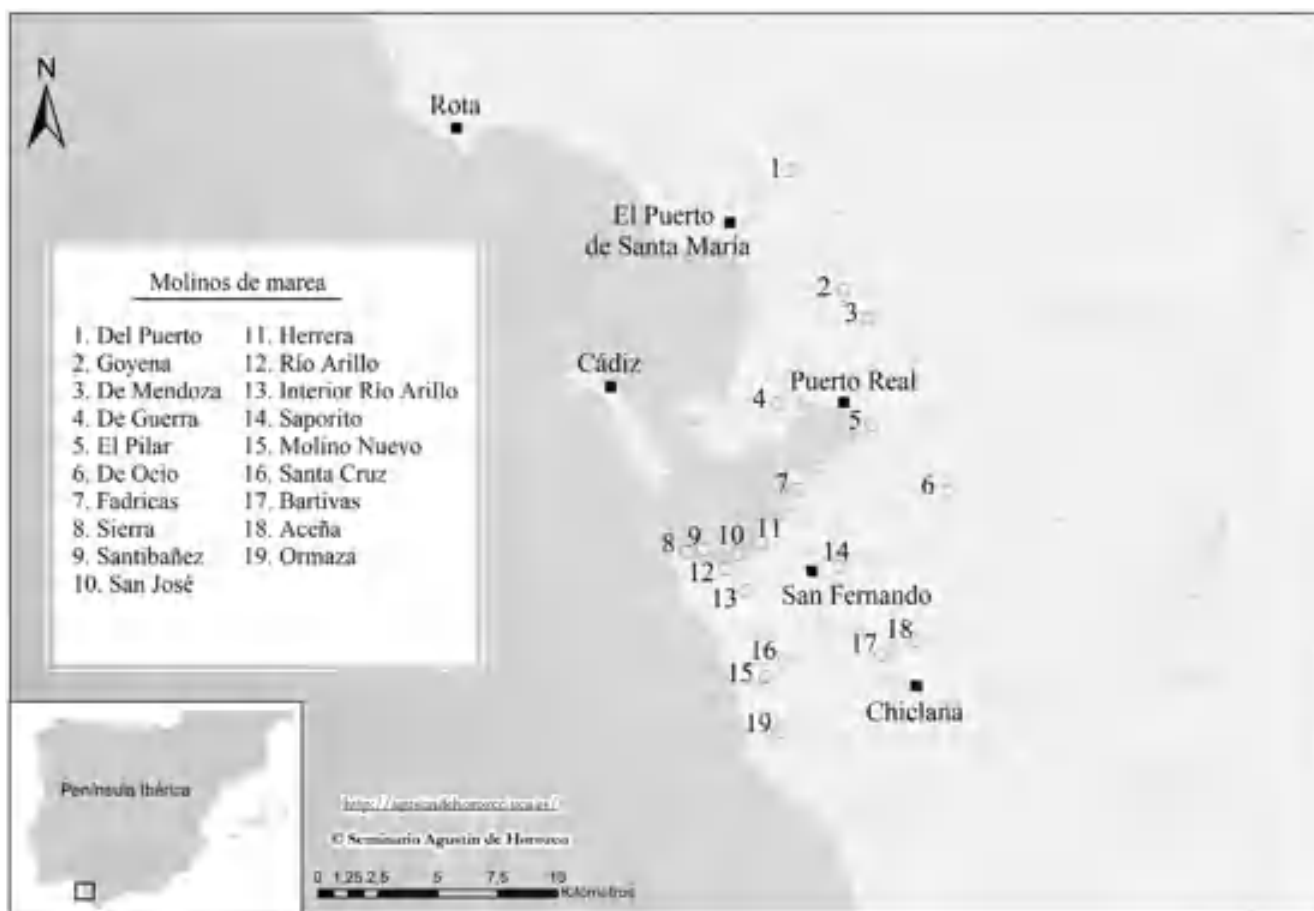 N
Rota
1
El Puerto
de Santa María
2
3
Cádiz
Puerto Real
4
5
6
7
8
9
10
11
12
13
14
San Fernando
15
16
17
18
Chiclana
19
Molinos de marea
1. Del Puerto
2. Goyena
3. De Mendoza
4. De Guerra
5. El Pilar
6. De Ocio
7. Fadricas
8. Sierra
9. Santibañez
10. San José
11. Herrera
12. Río Arillo
13. Interior Río Arillo
14. Saporito
15. Molino Nuevo
16. Santa Cruz
17. Bartivas
18. Aceña
19. Ormaza
Península Ibérica
© Seminario Agustín de Horozco
0 1,25 2,5 5 7,5 10
Kilómetros